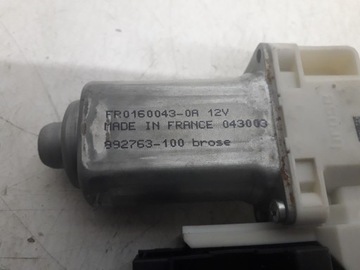 FR0160043-0A 12V
MADE IN FRANCE 043003
892763-100 brose